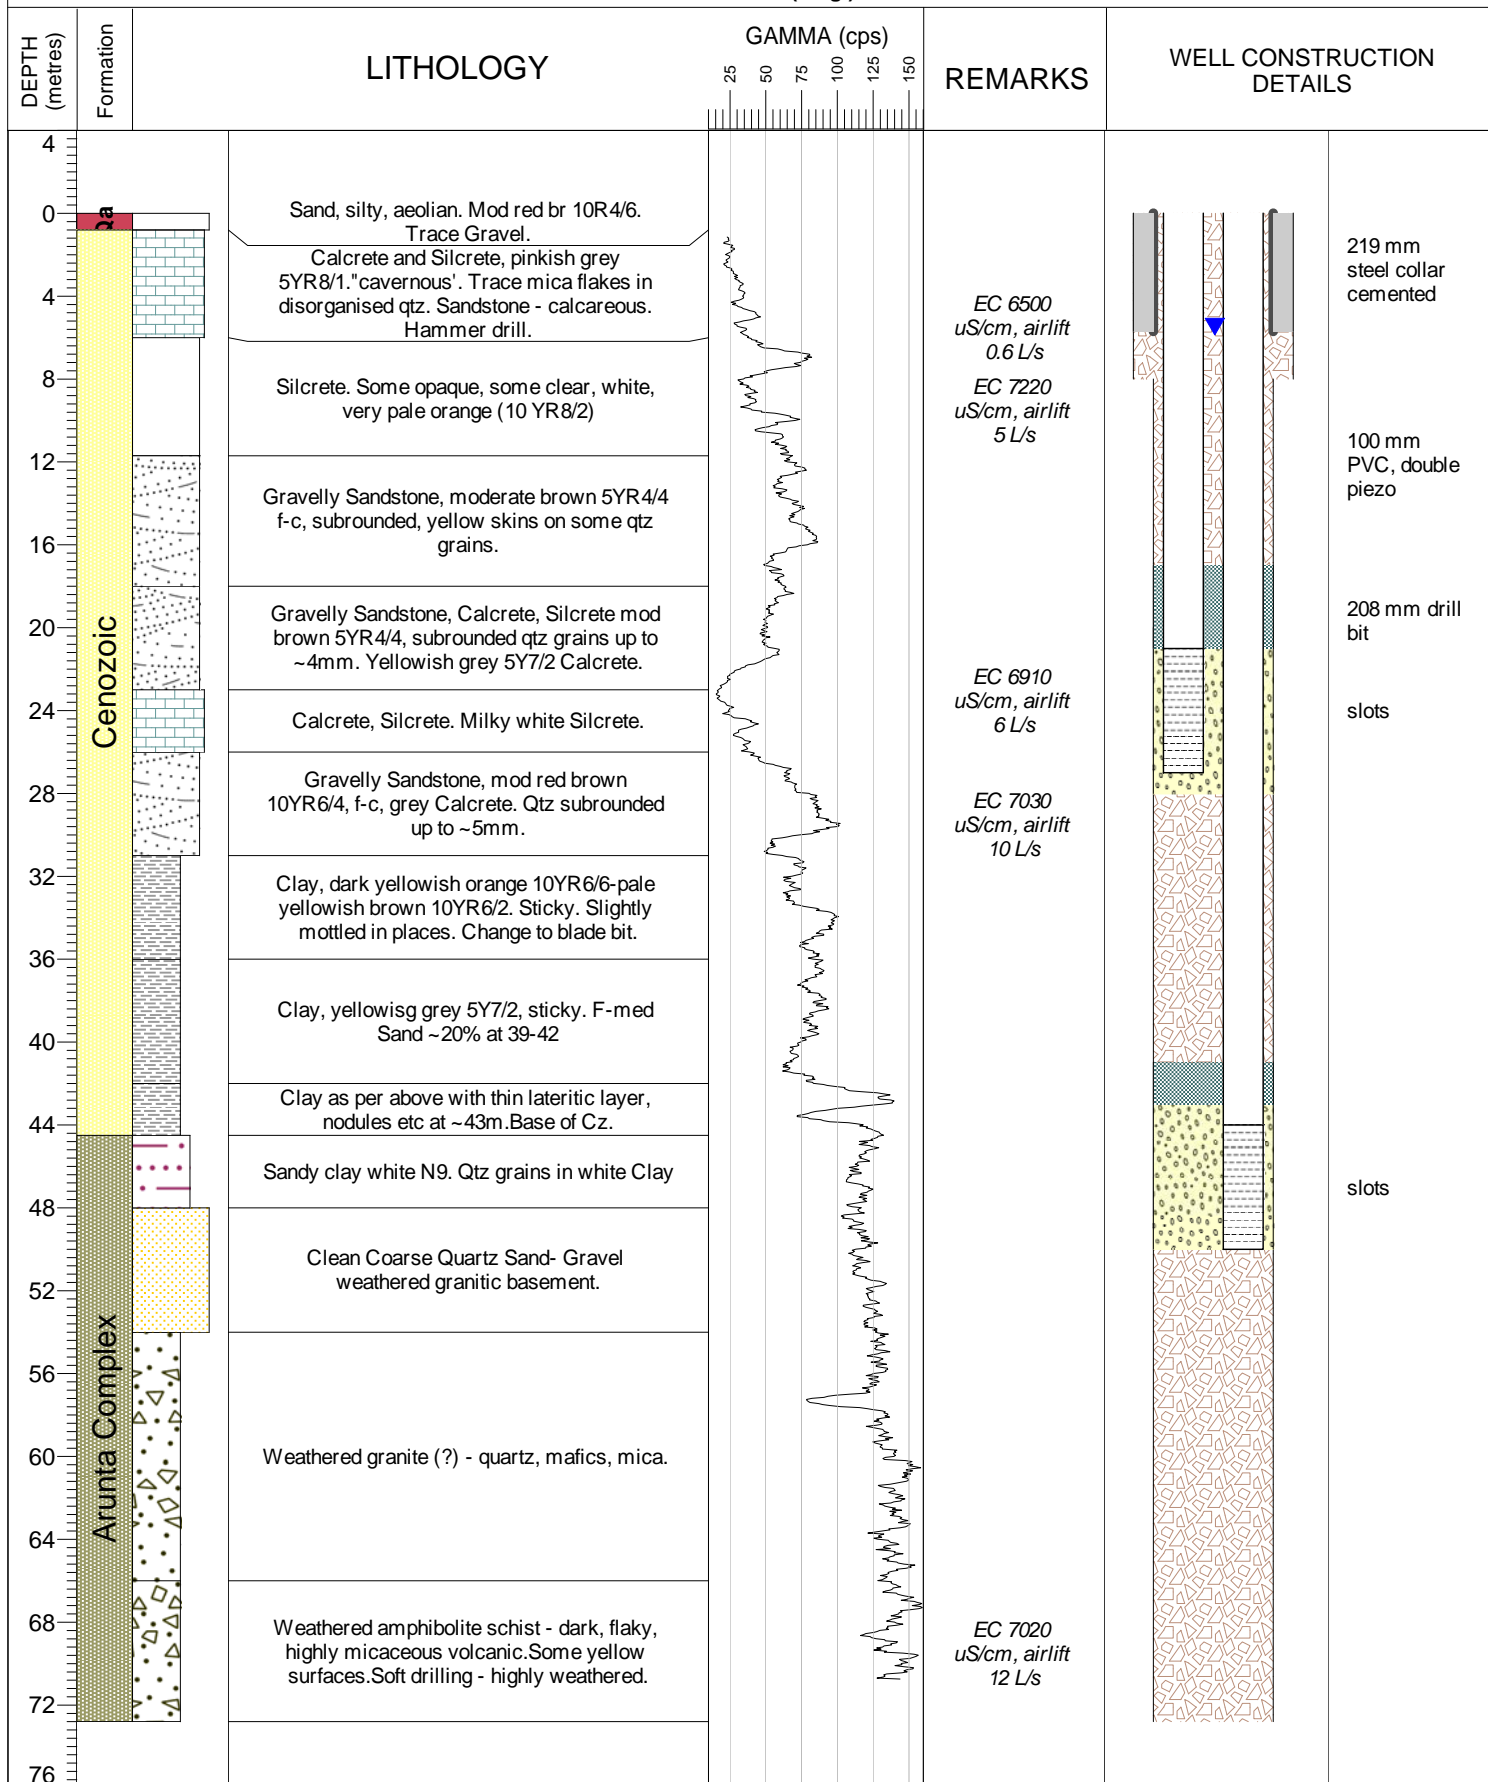 DEPTH
(metres)
Formation
LITHOLOGY
GAMMA (cps)
25 50 75 100 125 150
REMARKS
WELL CONSTRUCTION
DETAILS
4
0
4
8
12
16
20
24
28
32
36
40
44
48
52
56
60
64
68
72
76
Qa
Cenozoic
Arunta Complex
Sand, silty, aeolian. Mod red br 10R4/6.
Trace Gravel.
Calcrete and Silcrete, pinkish grey
5YR8/1."cavernous'. Trace mica flakes in
disorganised qtz. Sandstone - calcareous.
Hammer drill.
Silcrete. Some opaque, some clear, white,
very pale orange (10 YR8/2)
Gravelly Sandstone, moderate brown 5YR4/4
f-c, subrounded, yellow skins on some qtz
grains.
Gravelly Sandstone, Calcrete, Silcrete mod
brown 5YR4/4, subrounded qtz grains up to
~4mm. Yellowish grey 5Y7/2 Calcrete.
Calcrete, Silcrete. Milky white Silcrete.
Gravelly Sandstone, mod red brown
10YR6/4, f-c, grey Calcrete. Qtz subrounded
up to ~5mm.
Clay, dark yellowish orange 10YR6/6-pale
yellowish brown 10YR6/2. Sticky. Slightly
mottled in places. Change to blade bit.
Clay, yellowisg grey 5Y7/2, sticky. F-med
Sand ~20% at 39-42
Clay as per above with thin lateritic layer,
nodules etc at ~43m.Base of Cz.
Sandy clay white N9. Qtz grains in white Clay
Clean Coarse Quartz Sand- Gravel
weathered granitic basement.
Weathered granite (?) - quartz, mafics, mica.
Weathered amphibolite schist - dark, flaky,
highly micaceous volcanic.Some yellow
surfaces.Soft drilling - highly weathered.
EC 6500
uS/cm, airlift
0.6 L/s
EC 7220
uS/cm, airlift
5 L/s
EC 6910
uS/cm, airlift
6 L/s
EC 7030
uS/cm, airlift
10 L/s
EC 7020
uS/cm, airlift
12 L/s
219 mm
steel collar
cemented
100 mm
PVC, double
piezo
208 mm drill
bit
slots
slots